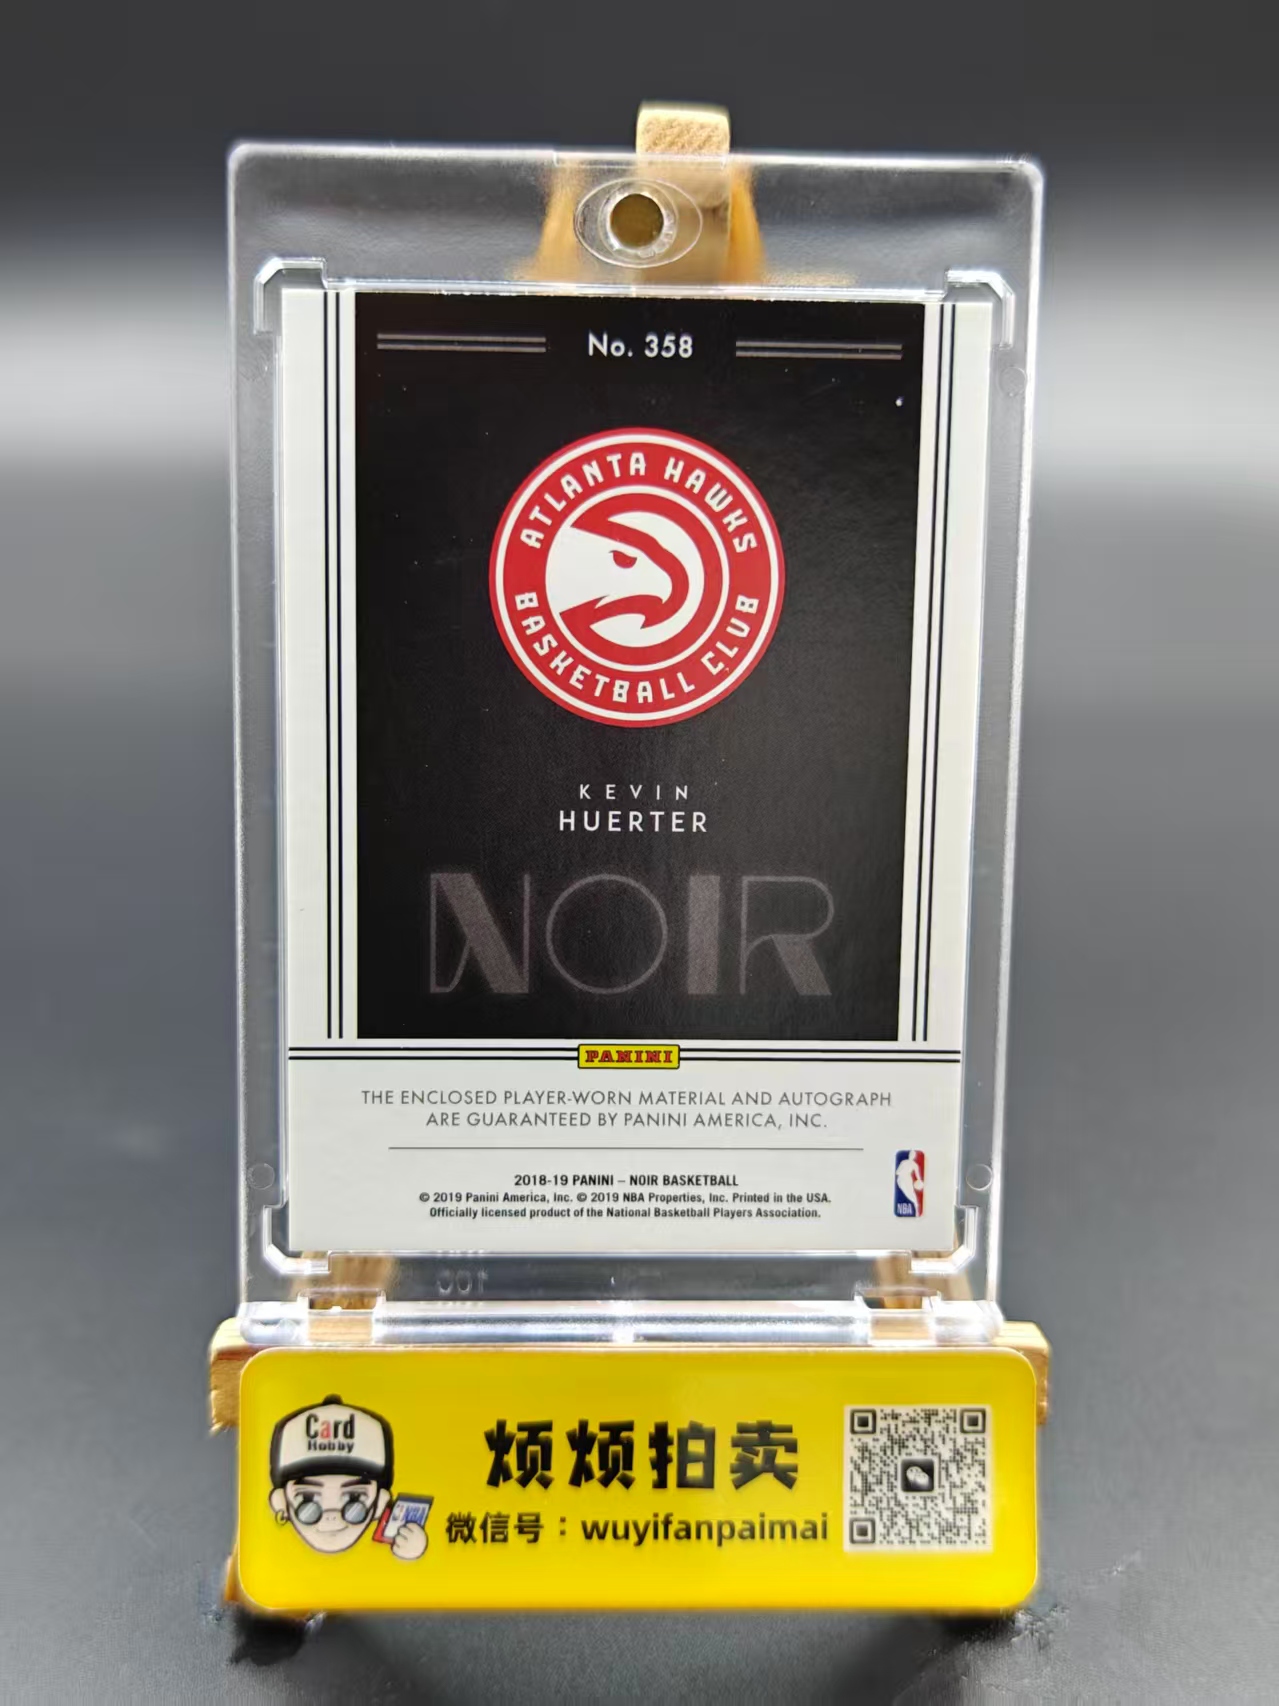 No. 358
ATLANTA HAWKS
BASKETBALL CLUB
KEVIN
HUERTER
NOIR
PANINI
THE ENCLOSED PLAYER-WORN MATERIAL AND AUTOGRAPH
ARE GUARANTEED BY PANINI AMERICA, INC.
2018-19 PANINI – NOIR BASKETBALL
© 2019 Panini America, Inc. © 2019 NBA Properties, Inc. Printed in the USA.
Officially licensed product of the National Basketball Players Association.
NBA
Card
Hobby
NBA
烦烦拍卖
微信号：wuyifanpaimai